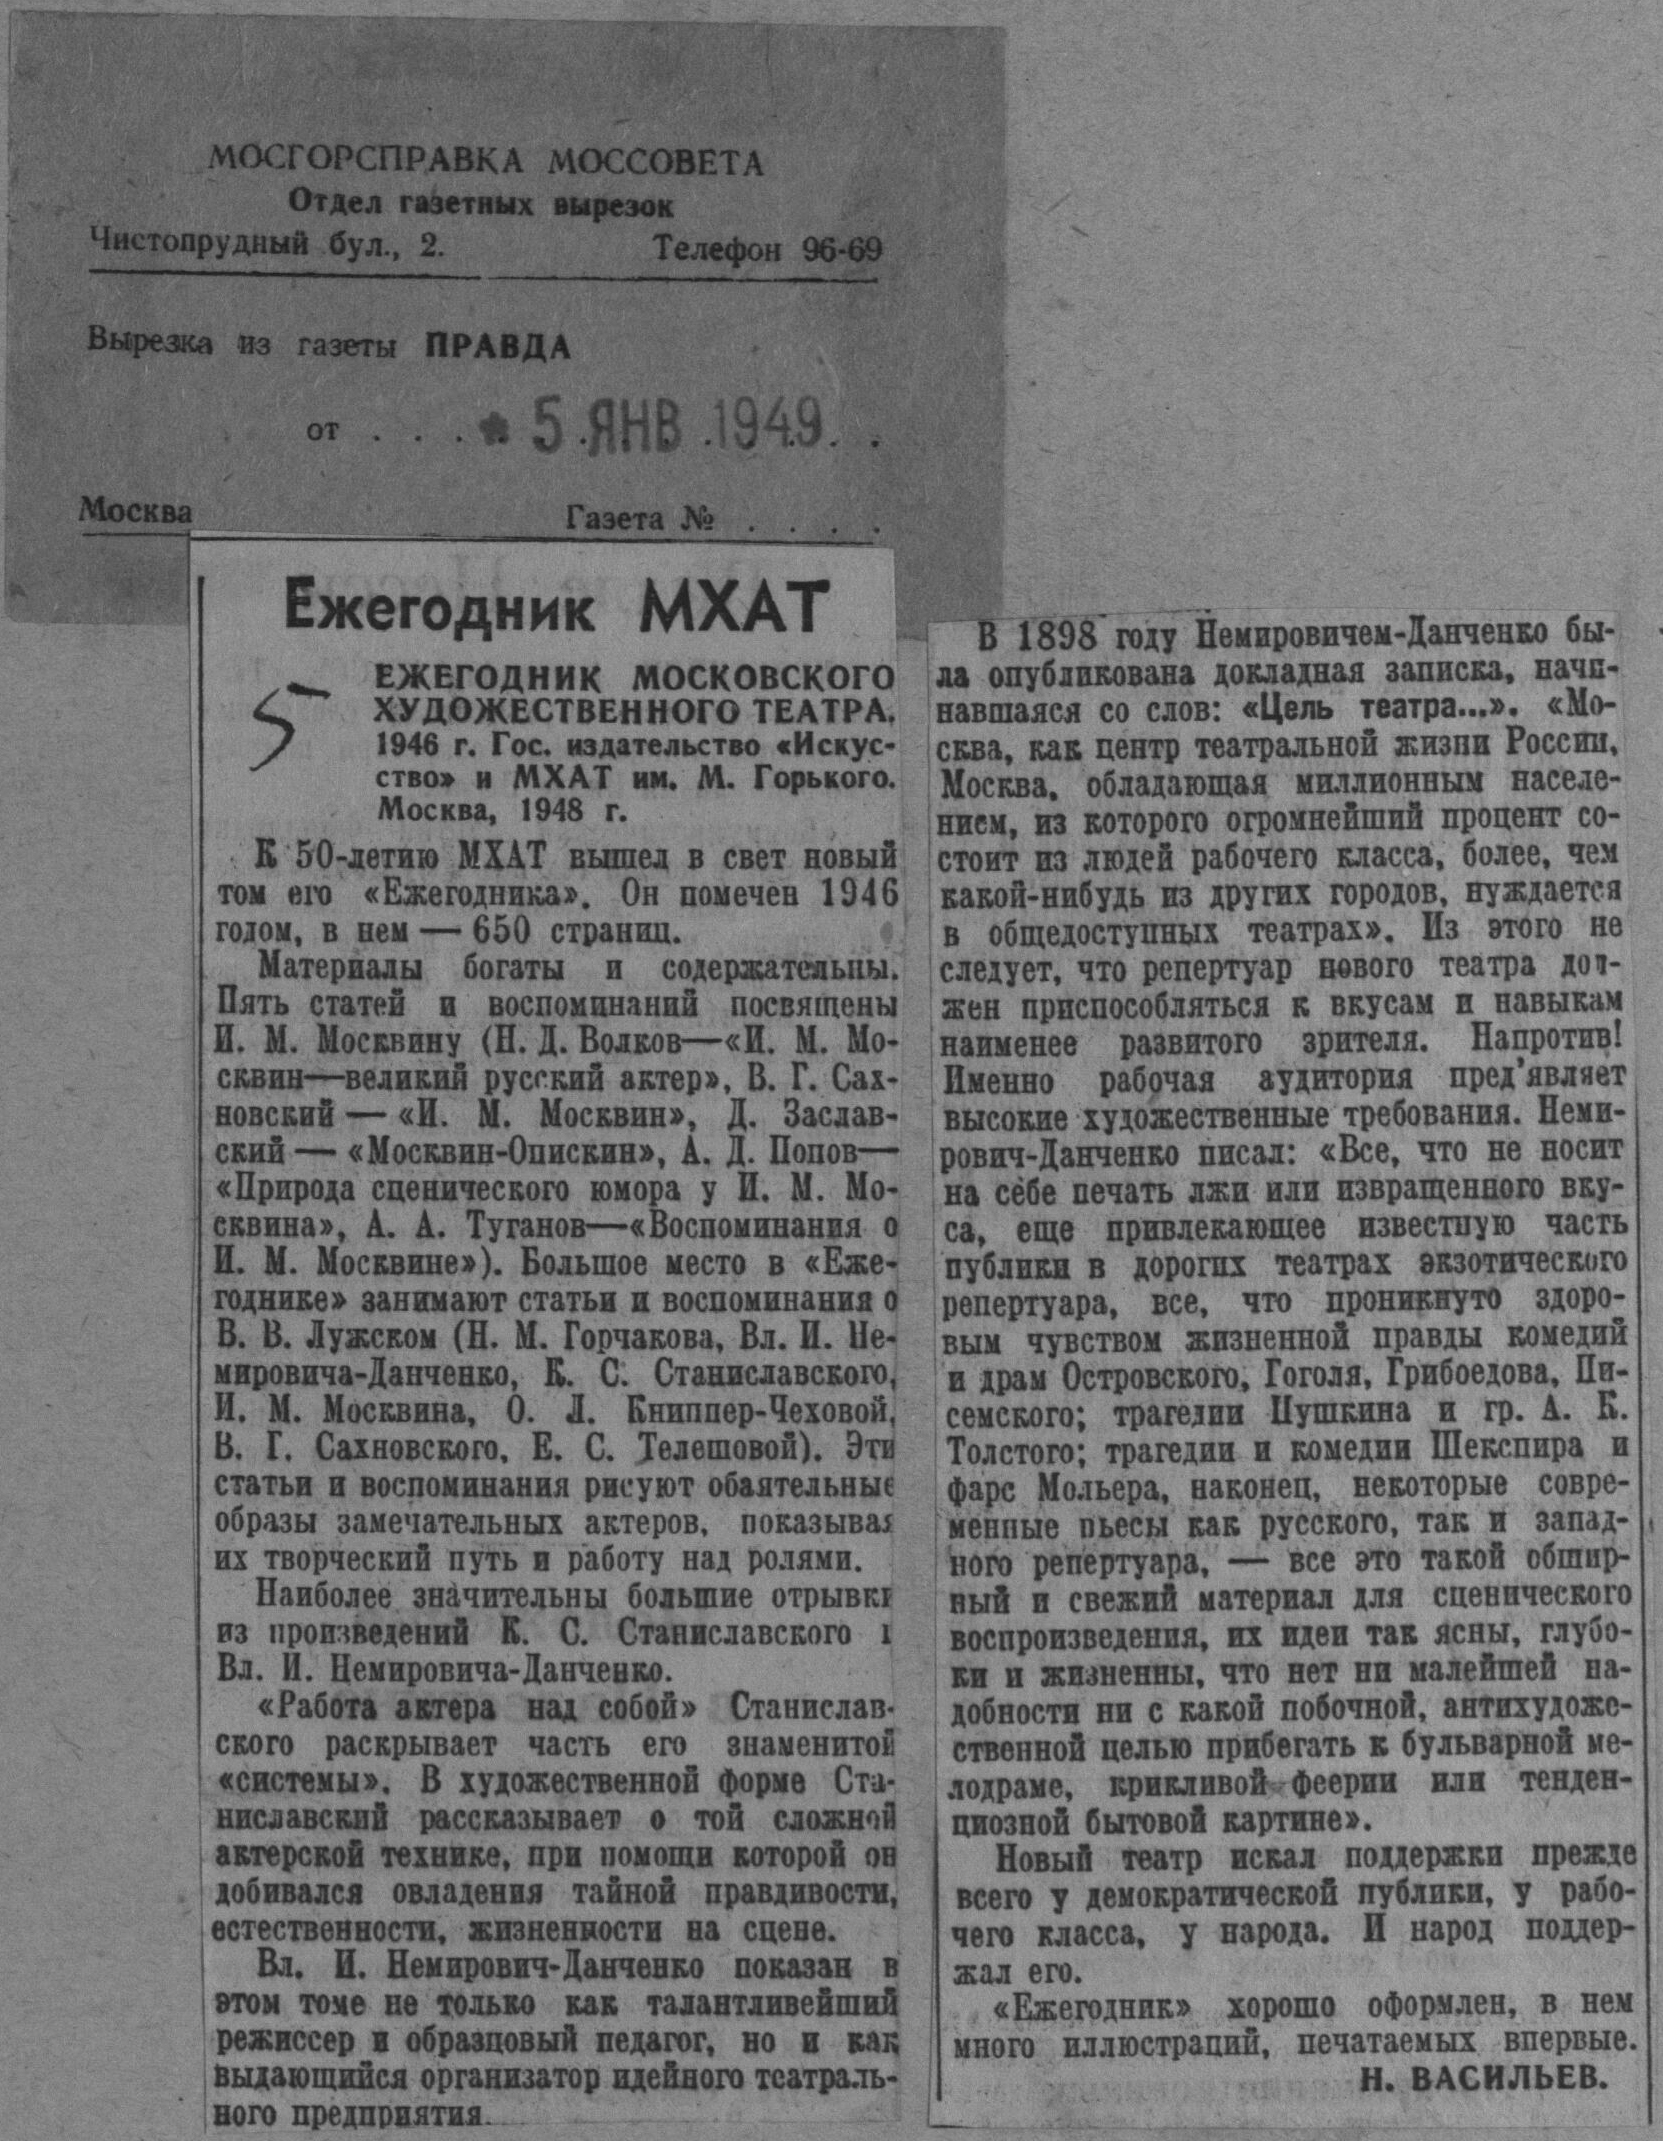 МОСГОРСПРАВКА МОССОВЕТА
Отдел газетных вырезок
Чистопрудный бул., 2. Телефон 96-69
Вырезка из газеты ПРАВДА
от . . . . 5 ЯНВ 1949 . .
Москва Газета № . . . .
Ежегодник МХАТ
5
ЕЖЕГОДНИК МОСКОВСКОГО
ХУДОЖЕСТВЕННОГО ТЕАТРА.
1946 г. Гос. издательство «Искус-
ство» и МХАТ им. М. Горького.
Москва, 1948 г.
К 50-летию МХАТ вышел в свет новый
том его «Ежегодника». Он помечен 1946
годом, в нем — 650 страниц.
Материалы богаты и содержательны.
Пять статей и воспоминаний посвящены
И. М. Москвину (Н. Д. Волков—«И. М. Мо-
сквин—великий русский актер», В. Г. Сах-
новский — «И. М. Москвин», Д. Заслав-
ский — «Москвин-Опискин», А. Д. Попов—
«Природа сценического юмора у И. М. Мо-
сквина», А. А. Туганов—«Воспоминания о
И. М. Москвине»). Большое место в «Еже-
годнике» занимают статьи и воспоминания о
В. В. Лужском (Н. М. Горчакова, Вл. И. Не-
мировича-Данченко, К. С. Станиславского,
И. М. Москвина, О. Л. Книппер-Чеховой,
В. Г. Сахновского, Е. С. Телешовой). Эти
статьи и воспоминания рисуют обаятельные
образы замечательных актеров, показывая
их творческий путь и работу над ролями.
Наиболее значительны большие отрывки
из произведений К. С. Станиславского и
Вл. И. Немировича-Данченко.
«Работа актера над собой» Станислав-
ского раскрывает часть его знаменитой
«системы». В художественной форме Ста-
ниславский рассказывает о той сложной
актерской технике, при помощи которой он
добивался овладения тайной правдивости,
естественности, жизненности на сцене.
Вл. И. Немирович-Данченко показан в
этом томе не только как талантливейший
режиссер и образцовый педагог, но и как
выдающийся организатор идейного театраль-
ного предприятия.
В 1898 году Немировичем-Данченко бы-
ла опубликована докладная записка, начи-
навшаяся со слов: «Цель театра...». «Мо-
сква, как центр театральной жизни России,
Москва, обладающая миллионным населе-
нием, из которого огромнейший процент со-
стоит из людей рабочего класса, более, чем
какой-нибудь из других городов, нуждается
в общедоступных театрах». Из этого не
следует, что репертуар нового театра дол-
жен приспособляться к вкусам и навыкам
наименее развитого зрителя. Напротив!
Именно рабочая аудитория пред'являет
высокие художественные требования. Неми-
рович-Данченко писал: «Все, что не носит
на себе печать лжи или извращенного вку-
са, еще привлекающее известную часть
публики в дорогих театрах экзотического
репертуара, все, что проникнуто здоро-
вым чувством жизненной правды комедий
и драм Островского, Гоголя, Грибоедова, Пи-
семского; трагедии Пушкина и гр. А. К.
Толстого; трагедии и комедии Шекспира и
фарс Мольера, наконец, некоторые совре-
менные пьесы как русского, так и запад-
ного репертуара, — все это такой обшир-
ный и свежий материал для сценического
воспроизведения, их идеи так ясны, глубо-
ки и жизненны, что нет ни малейшей на-
добности ни с какой побочной, антихудоже-
ственной целью прибегать к бульварной ме-
лодраме, крикливой феерии или тенден-
циозной бытовой картине».
Новый театр искал поддержки прежде
всего у демократической публики, у рабо-
чего класса, у народа. И народ поддер-
жал его.
«Ежегодник» хорошо оформлен, в нем
много иллюстраций, печатаемых впервые.
Н. ВАСИЛЬЕВ.